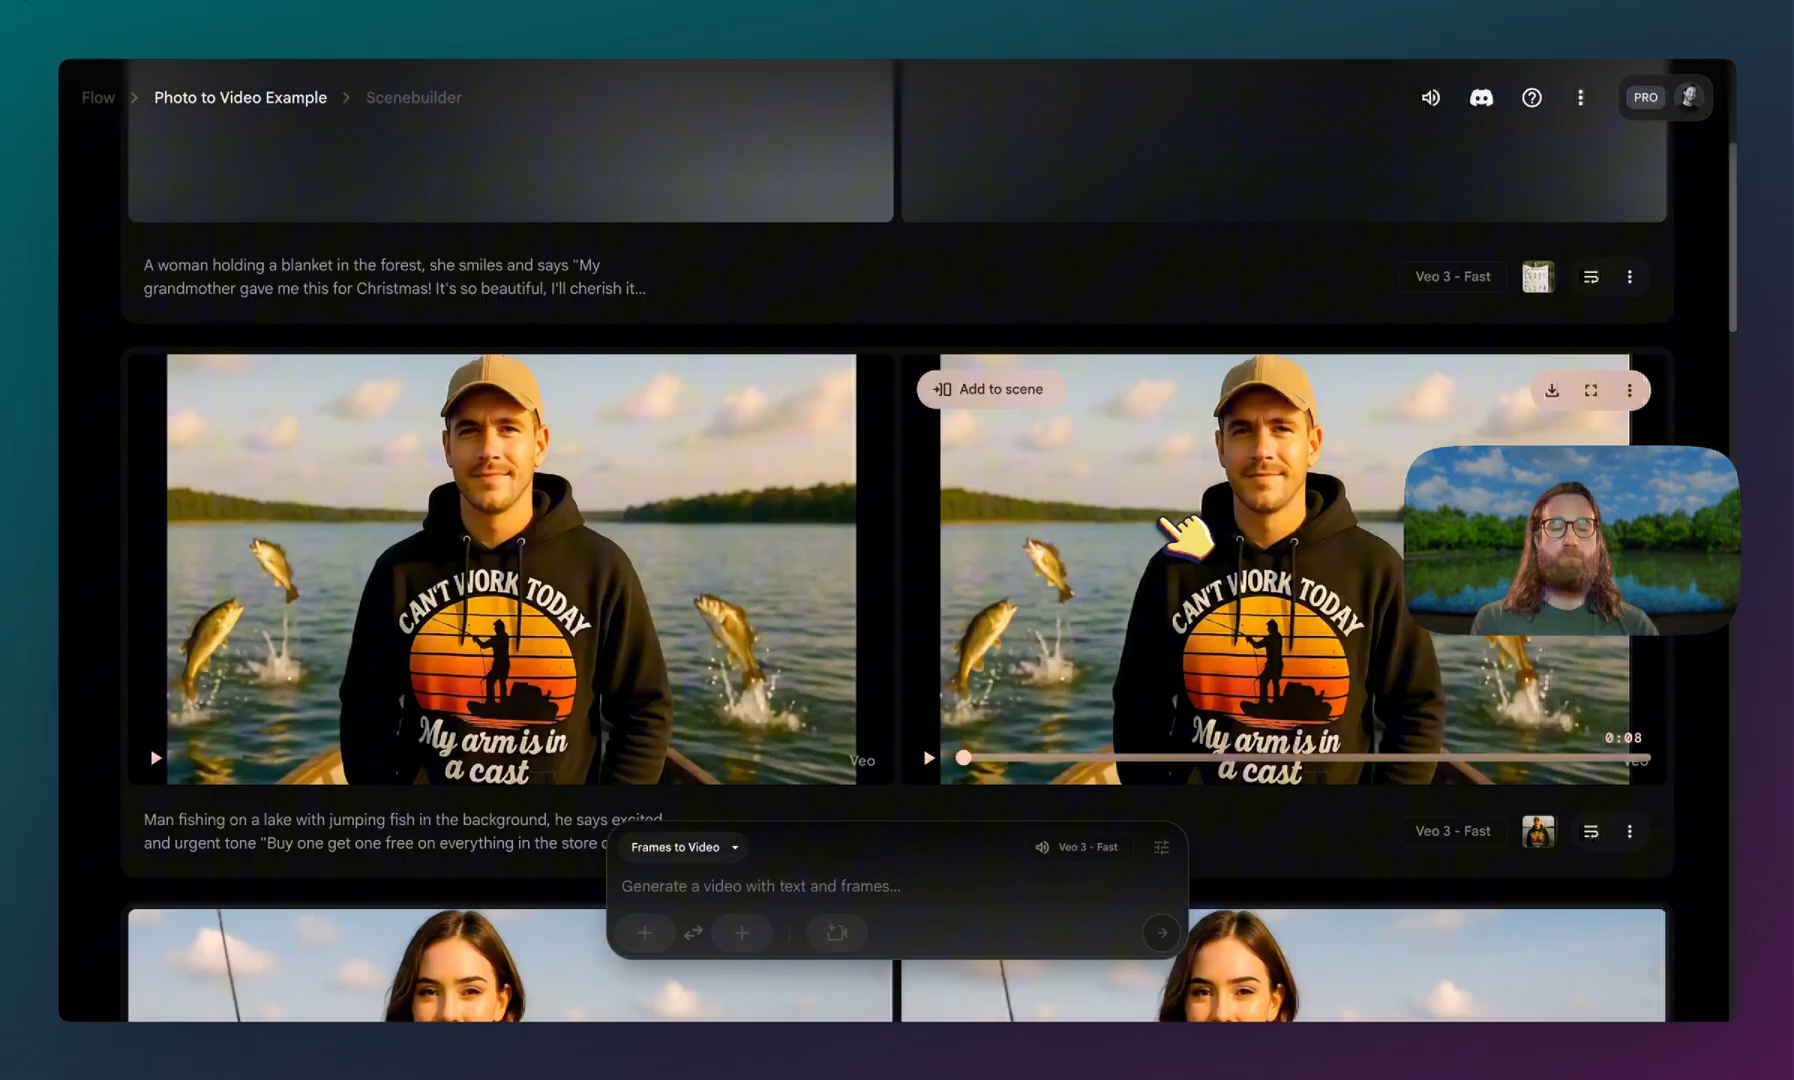 Flow > Photo to Video Example > Scenebuilder
PRO
A woman holding a blanket in the forest, she smiles and says "My
grandmother gave me this for Christmas! It's so beautiful, I'll cherish it...
Veo 3 - Fast
CAN'T WORK TODAY
My arm is in
a cast
Veo
Add to scene
CAN'T WORK TODAY
My arm is in
a cast
0:08
Veo
Man fishing on a lake with jumping fish in the background, he says excited
and urgent tone "Buy one get one free on everything in the store
Veo 3 - Fast
Frames to Video
Veo 3 - Fast
Generate a video with text and frames...